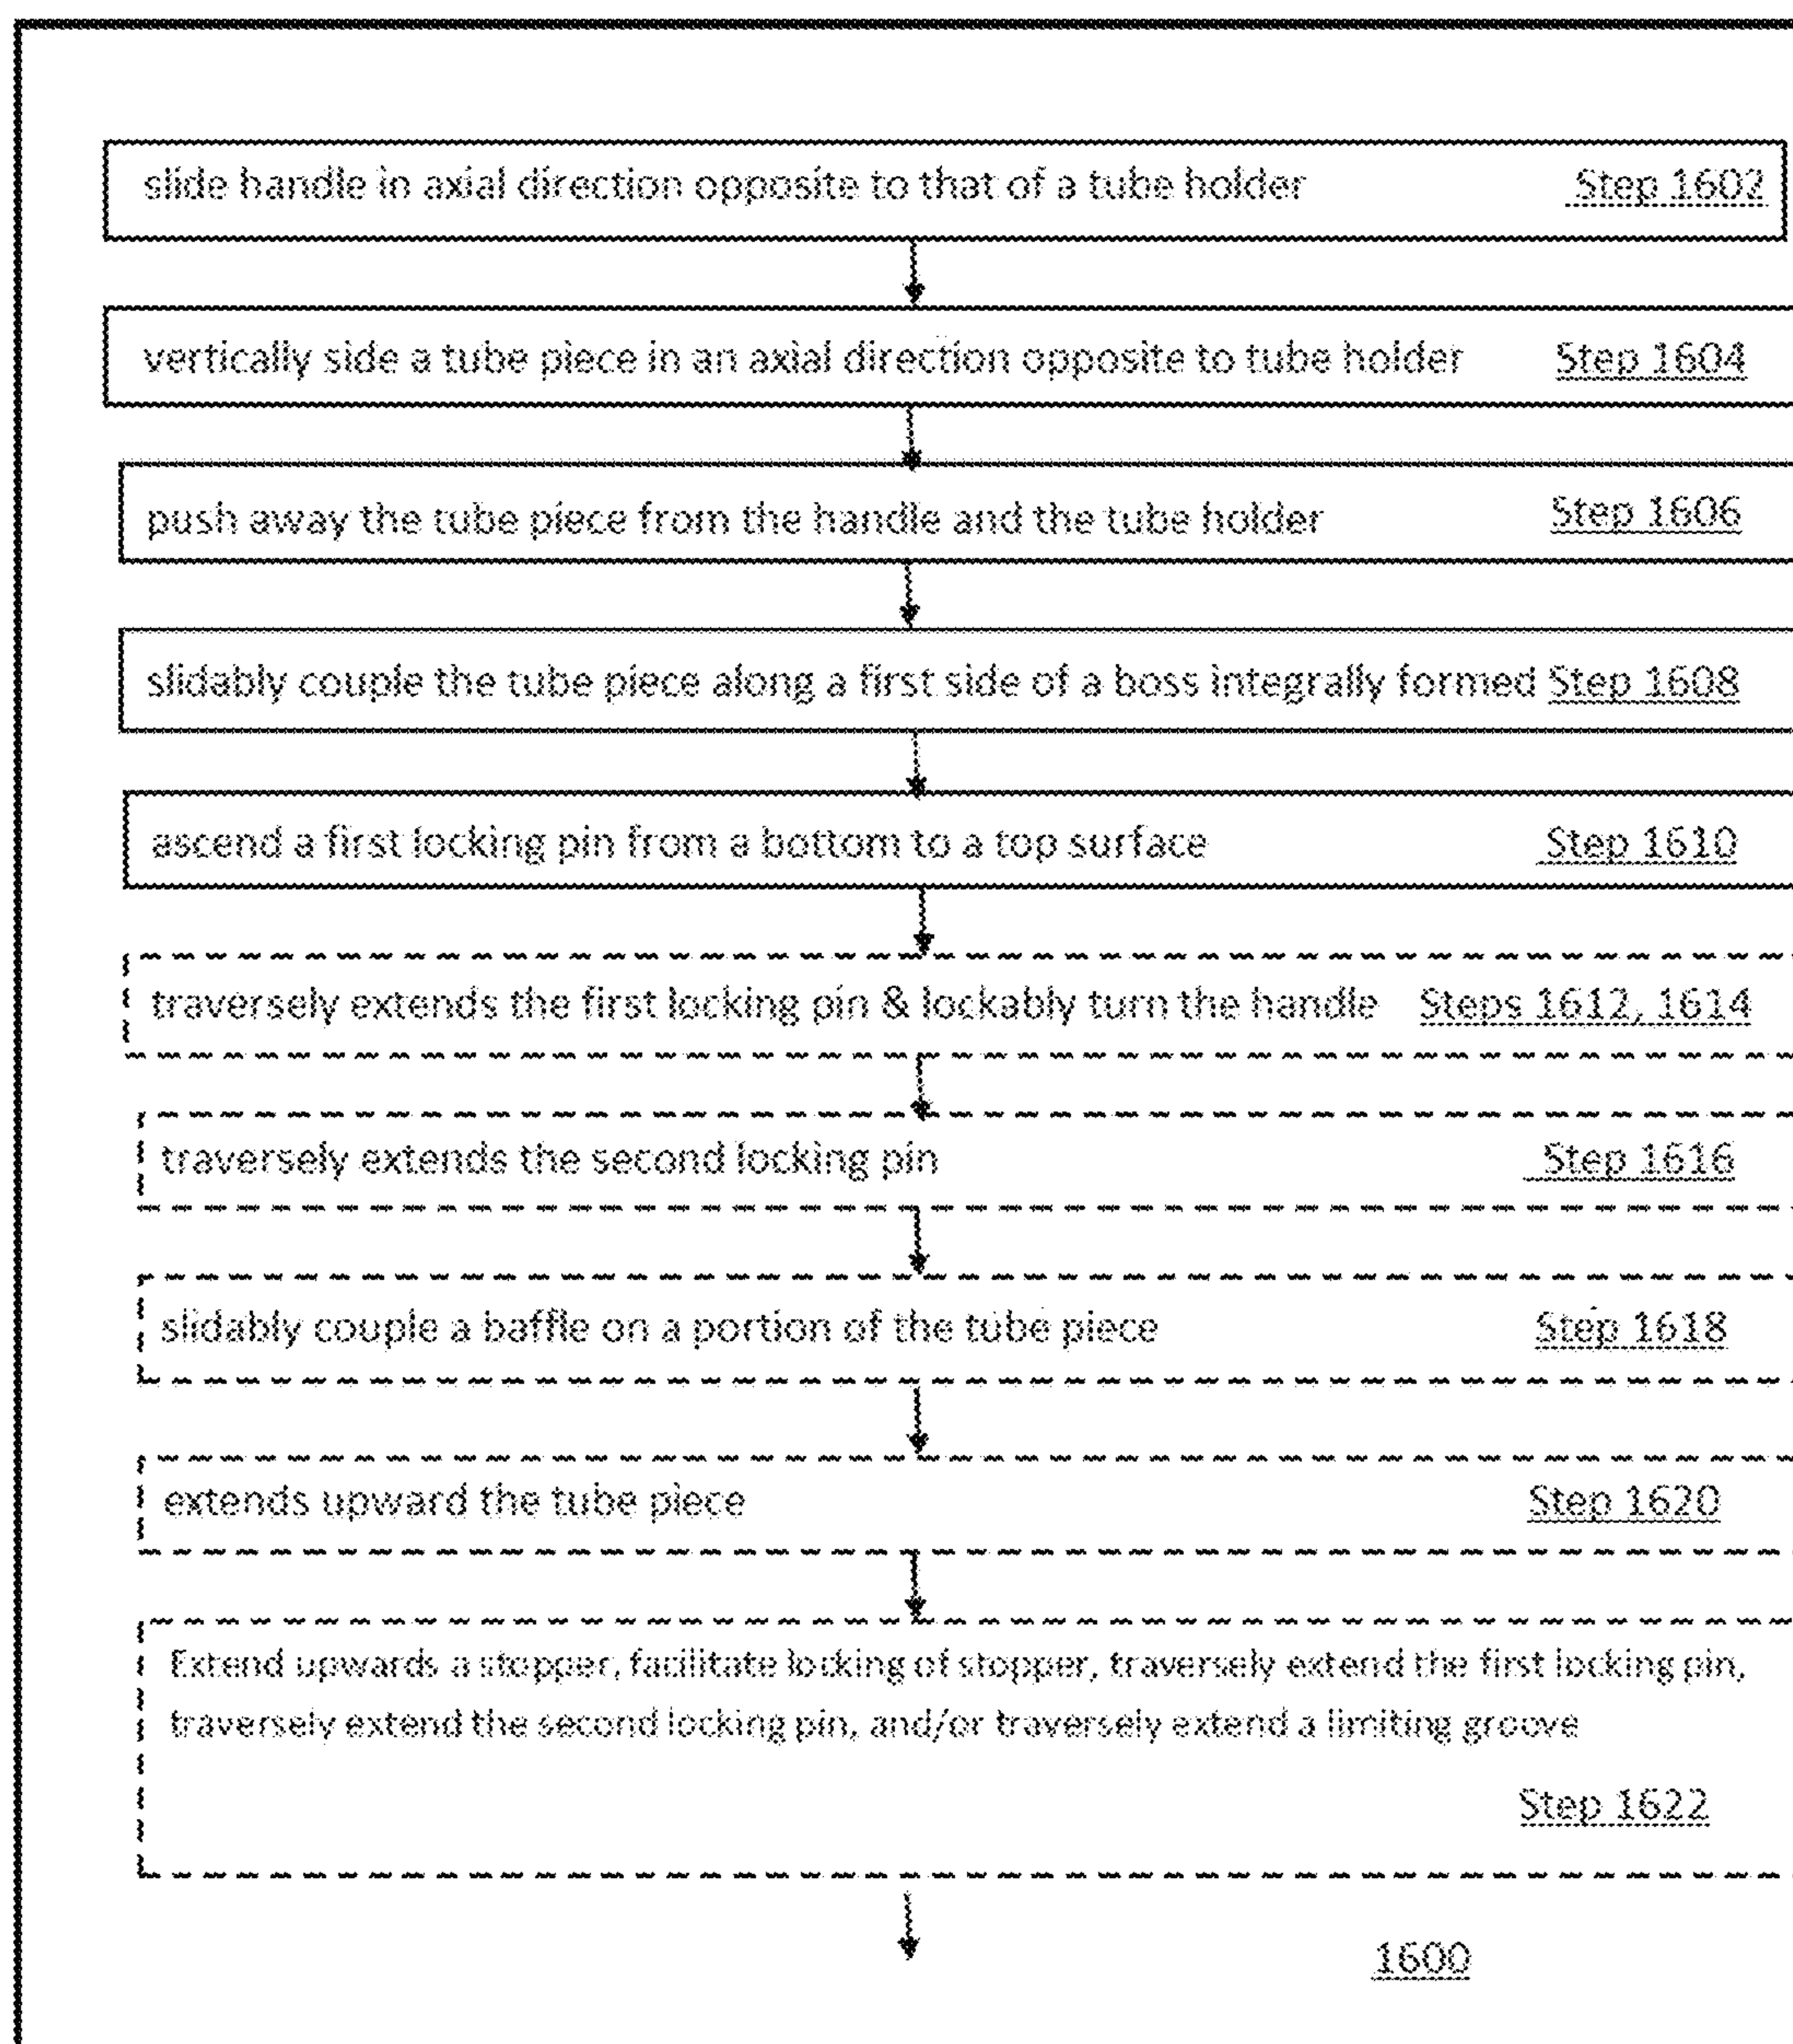 slide handle in axial direction opposite to that of a tube holder Step 1602
vertically side a tube piece in an axial direction opposite to tube holder Step 1604
push away the tube piece from the handle and the tube holder Step 1606
slidably couple the tube piece along a first side of a boss integrally formed Step 1608
ascend a first locking pin from a bottom to a top surface Step 1610
traversely extends the first locking pin & lockably turn the handle Steps 1612, 1614
traversely extends the second locking pin Step 1616
slidably couple a baffle on a portion of the tube piece Step 1618
extends upward the tube piece Step 1620
Extend upwards a stopper, facilitate locking of stopper, traversely extend the first locking pin,
traversely extend the second locking pin, and/or traversely extend a limiting groove
Step 1622
1600